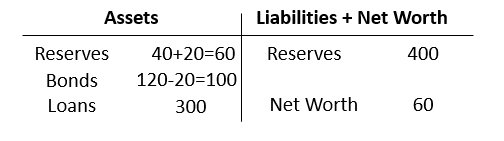 Assets Liabilities + Net Worth
Reserves 40+20=60 Reserves 400
Bonds 120-20=100
Loans 300 Net Worth 60